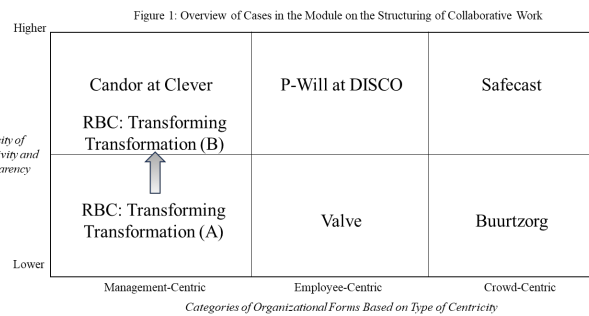 Figure 1: Overview of Cases in the Module on the Structuring of Collaborative Work
Higher
Candor at Clever
P-Will at DISCO
Safecast
RBC: Transforming
Transformation (B)
of
and
RBC: Transforming
Transformation (A)
Valve
Buurtzorg
Lower
Management-Centric
Employee-Centric
Crowd-Centric
Categories of Organizational Forms Based on Type of Centricity